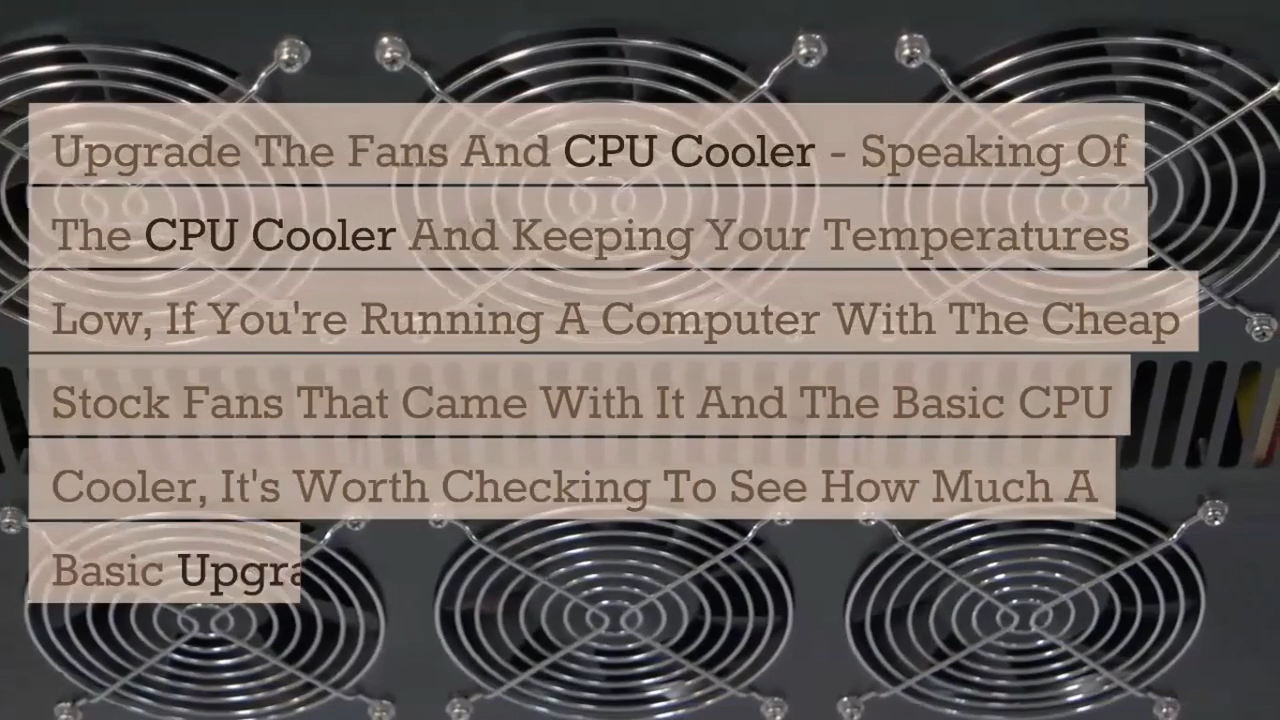 Upgrade The Fans And CPU Cooler - Speaking Of
The CPU Cooler And Keeping Your Temperatures
Low, If You're Running A Computer With The Cheap
Stock Fans That Came With It And The Basic CPU
Cooler, It's Worth Checking To See How Much A
Basic Upgra